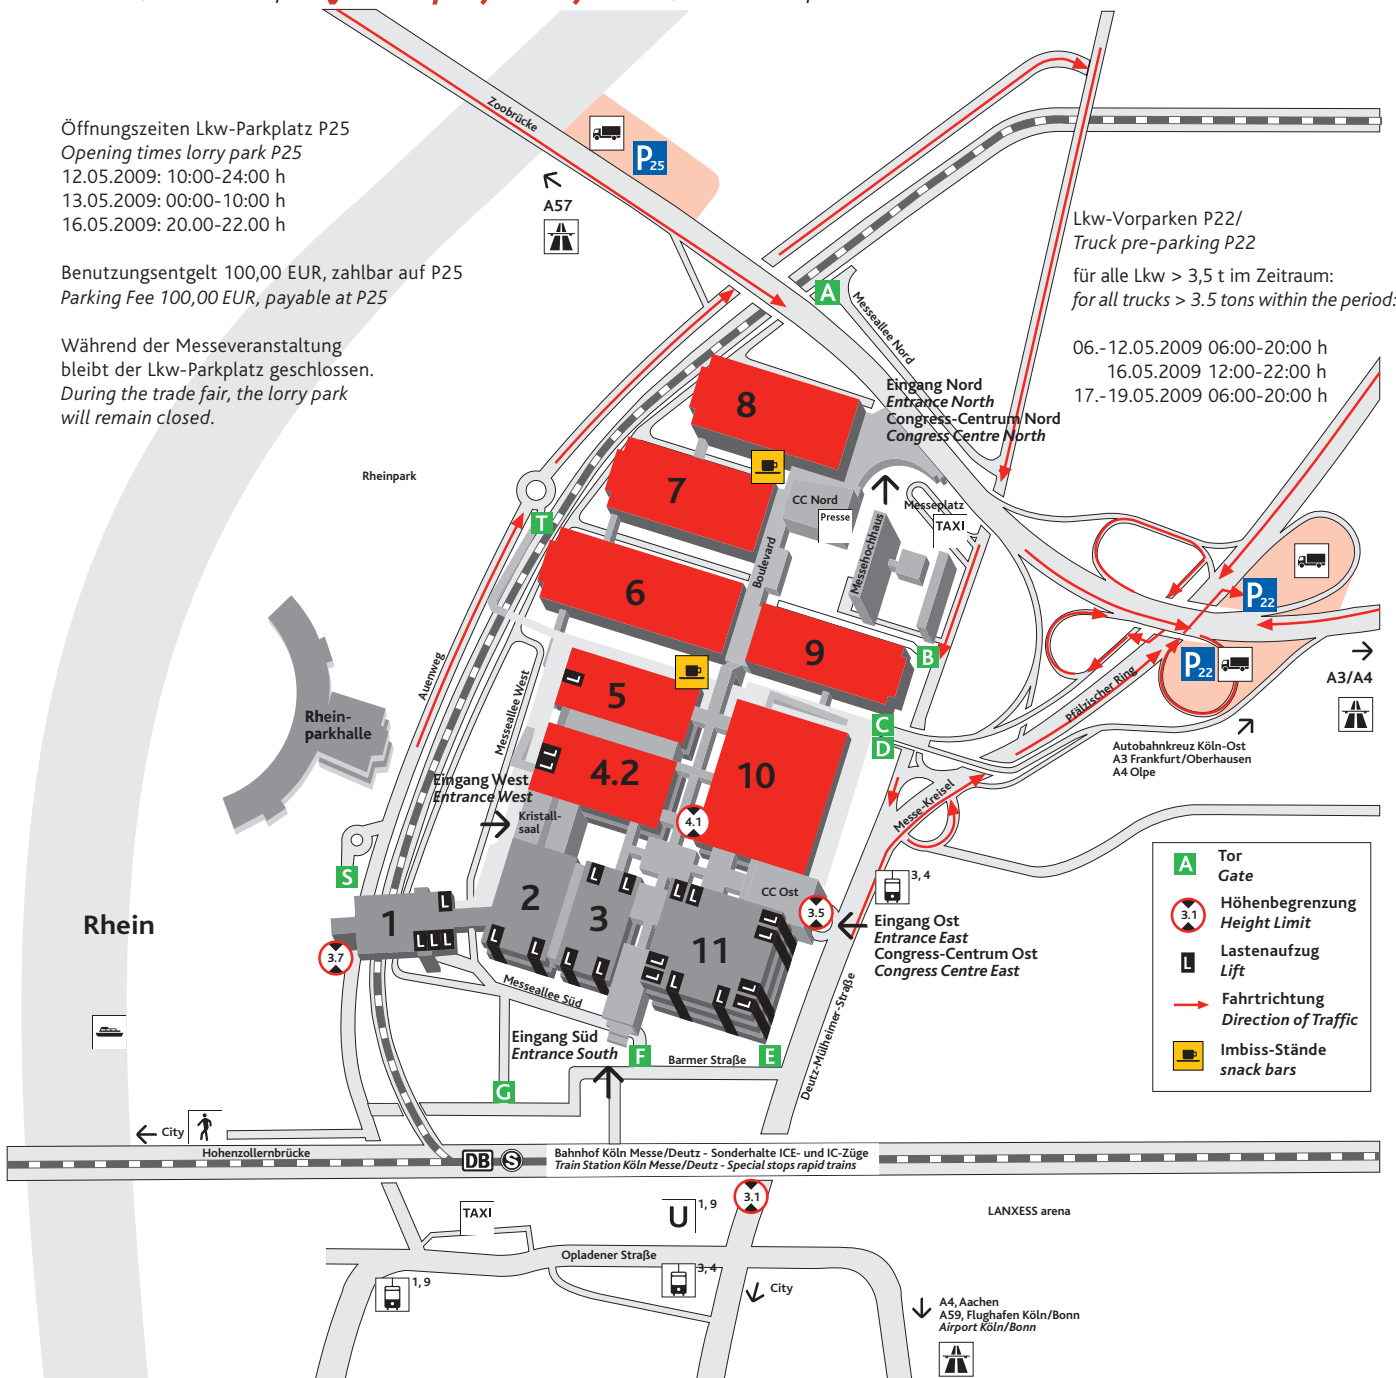 Zoobrücke
Öffnungszeiten Lkw-Parkplatz P25
Opening times lorry park P25
12.05.2009: 10:00-24:00 h
13.05.2009: 00:00-10:00 h
16.05.2009: 20.00-22.00 h
Benutzungsentgelt 100,00 EUR, zahlbar auf P25
Parking Fee 100,00 EUR, payable at P25
Während der Messeveranstaltung
bleibt der Lkw-Parkplatz geschlossen.
During the trade fair, the lorry park
will remain closed.
P25
A57
Lkw-Vorparken P22/
Truck pre-parking P22
für alle Lkw > 3,5 t im Zeitraum:
for all trucks > 3.5 tons within the period:
06.-12.05.2009 06:00-20:00 h
16.05.2009 12:00-22:00 h
17.-19.05.2009 06:00-20:00 h
A
Messeallee Nord
Eingang Nord
Entrance North
Congress-Centrum Nord
Congress Centre North
8
7
Rheinpark
CC Nord
Presse
Messeplatz
TAXI
T
Boulevard
Messehochhaus
6
9
B
P22
P22
A3/A4
Auenweg
Messeallee West
L
5
Pfälzischer Ring
C
D
Rhein-
parkhalle
Autobahnkreuz Köln-Ost
A3 Frankfurt/Oberhausen
A4 Olpe
L
L
4.2
10
Eingang West
Entrance West
Kristall-
saal
4.1
Messe-Kreisel
S
2
3
L
L
L
L
CC Ost
3.5
3, 4
Eingang Ost
Entrance East
Congress-Centrum Ost
Congress Centre East
Rhein
1
L
L
L
L
3.7
L
L
L
L
11
L
L
L
L
L
L
L
L
Messeallee Süd
Deutz-Mülheimer-Straße
A
Tor
Gate
3.1
Höhenbegrenzung
Height Limit
L
Lastenaufzug
Lift
Fahrtrichtung
Direction of Traffic
Imbiss-Stände
snack bars
Eingang Süd
Entrance South
F
Barmer Straße
E
G
City
Hohenzollernbrücke
DB
S
Bahnhof Köln Messe/Deutz - Sonderhalte ICE- und IC-Züge
Train Station Köln Messe/Deutz - Special stops rapid trains
3.1
TAXI
U
1, 9
LANXESS arena
Opladener Straße
1, 9
3, 4
City
A4, Aachen
A59, Flughafen Köln/Bonn
Airport Köln/Bonn